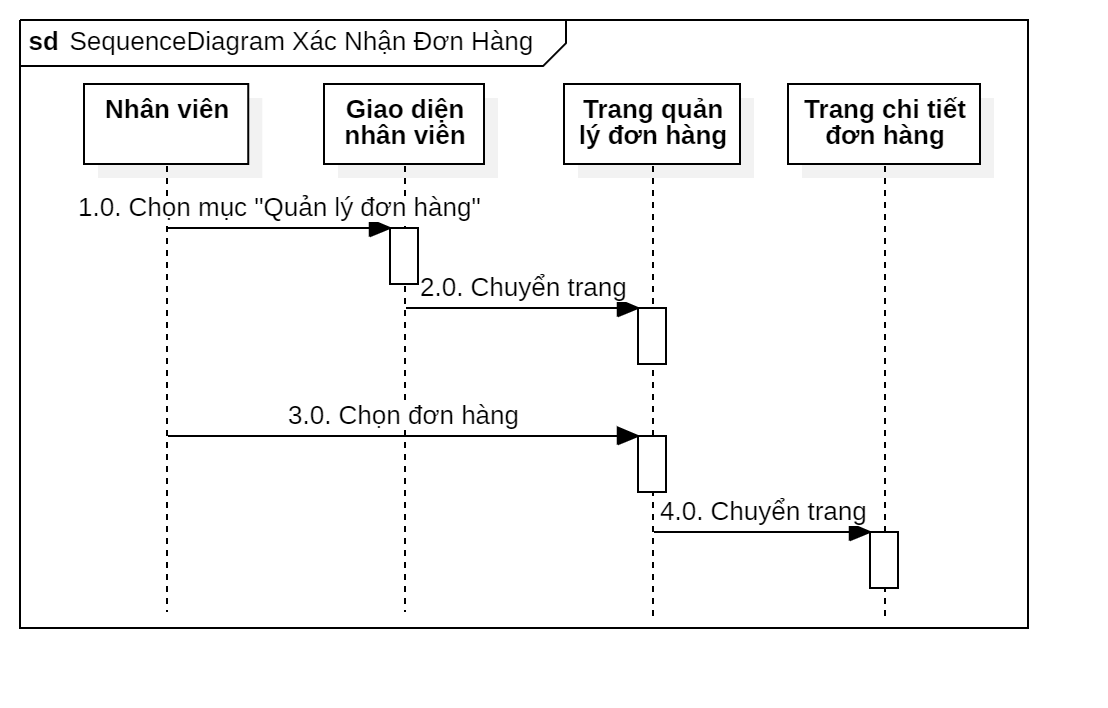 sd SequenceDiagram Xác Nhận Đơn Hàng
Nhân viên
Giao diện
nhân viên
Trang quản
lý đơn hàng
Trang chi tiết
đơn hàng
1.0. Chọn mục "Quản lý đơn hàng"
2.0. Chuyển trang
3.0. Chọn đơn hàng
4.0. Chuyển trang